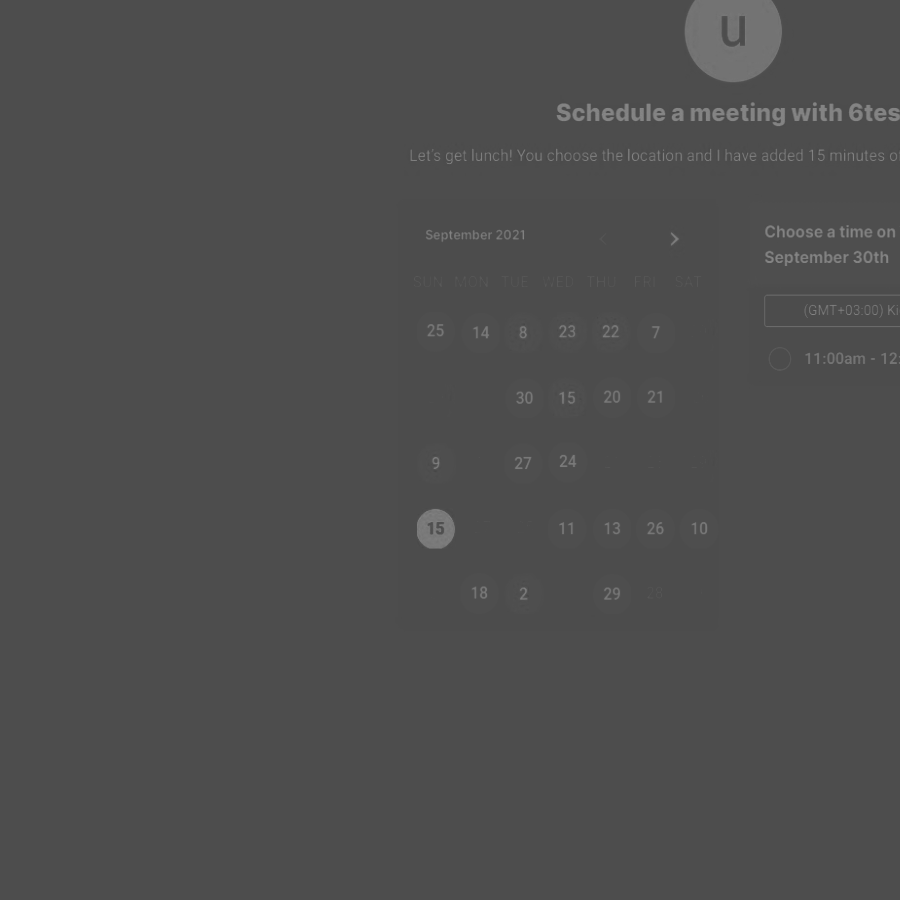 u
Schedule a meeting with 6tes
Let's get lunch! You choose the location and I have added 15 minutes
September 2021
SUN MON TUE WED THU FRI SAT
25 14 8 23 22 7
30 15 20 21
9 27 24
15 11 13 26 10
18 2 29 28
Choose a time on
September 30th
(GMT+03:00) Ki
11:00am - 12: